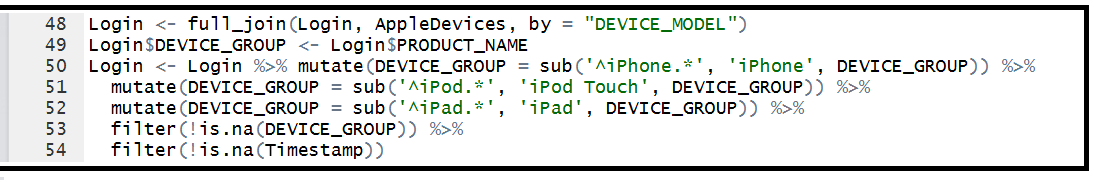 48 Login <- full_join(Login, AppleDevices, by = "DEVICE_MODEL")
49 Login$DEVICE_GROUP <- Login$PRODUCT_NAME
50 Login <- Login %>% mutate(DEVICE_GROUP = sub('^iPhone.*', 'iPhone', DEVICE_GROUP)) %>%
51   mutate(DEVICE_GROUP = sub('^iPod.*', 'iPod Touch', DEVICE_GROUP)) %>%
52   mutate(DEVICE_GROUP = sub('^iPad.*', 'iPad', DEVICE_GROUP)) %>%
53   filter(!is.na(DEVICE_GROUP)) %>%
54   filter(!is.na(Timestamp))